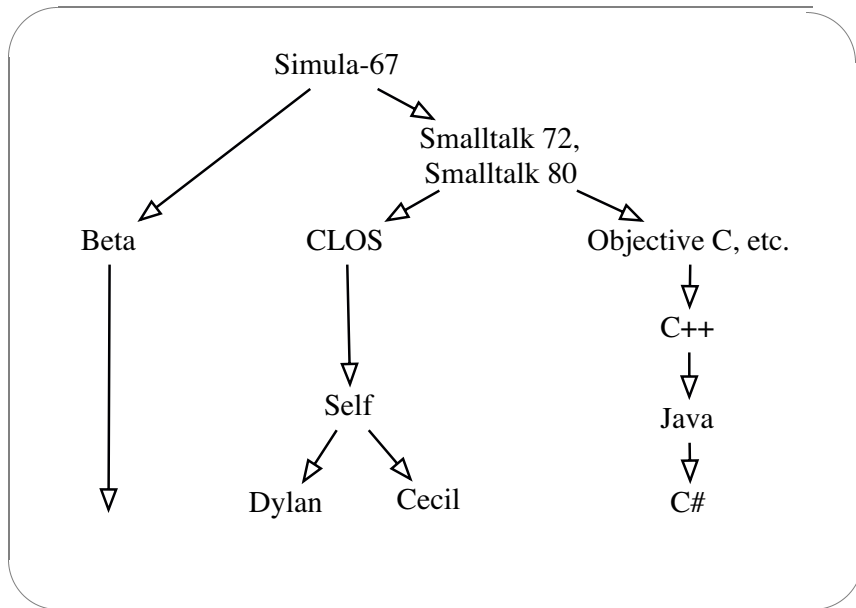 Simula-67
Smalltalk 72,
Smalltalk 80
Beta
CLOS
Objective C, etc.
C++
Self
Java
Dylan
Cecil
C#